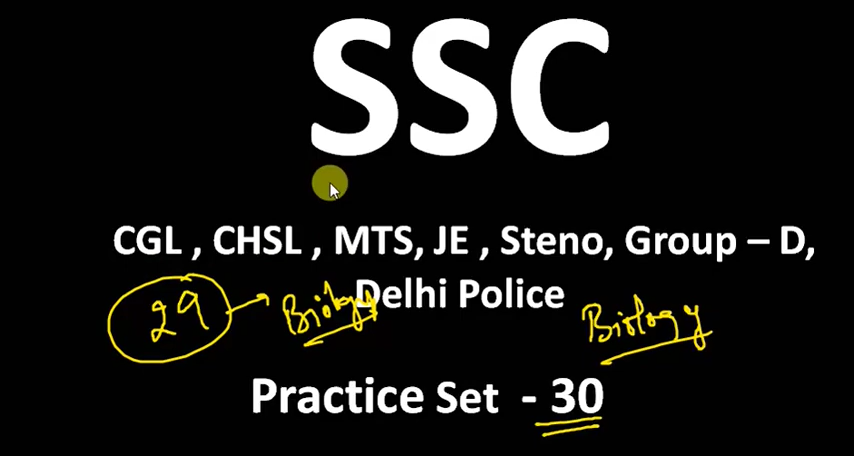 SSC
CGL , CHSL , MTS, JE , Steno, Group – D,
Delhi Police
29 → Biology
Biology
Practice Set - 30